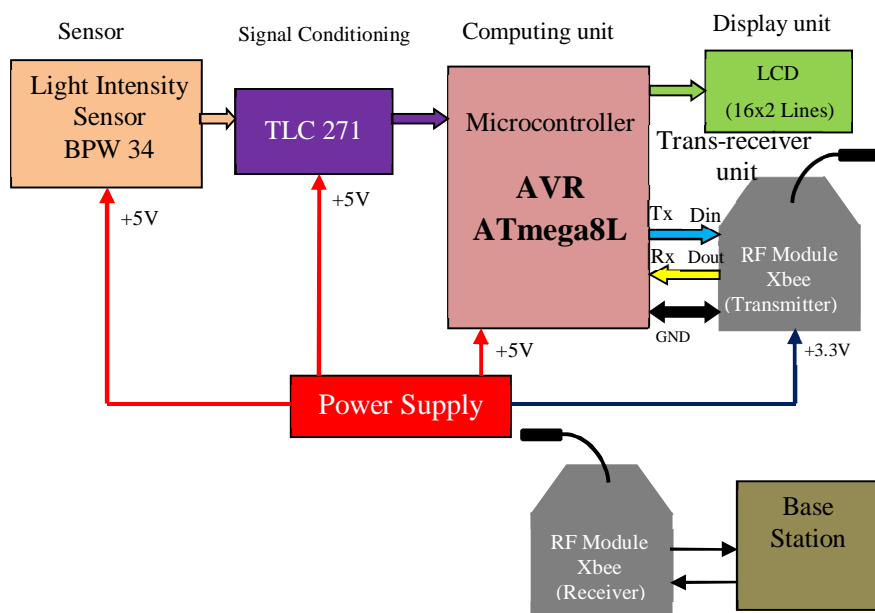 Sensor
Signal Conditioning
Computing unit
Display unit
Light Intensity
Sensor
BPW 34
TLC 271
Microcontroller
AVR
ATmega8L
LCD
(16x2 Lines)
Trans-receiver
unit
Tx
Din
Rx
Dout
GND
RF Module
Xbee
(Transmitter)
+5V
+5V
+5V
+3.3V
Power Supply
RF Module
Xbee
(Receiver)
Base
Station